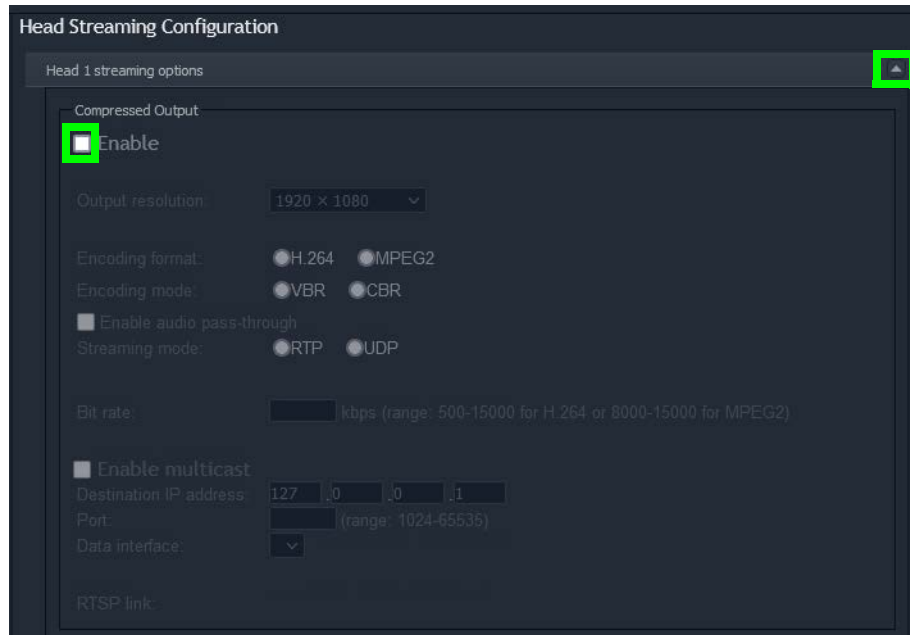 Head Streaming Configuration
Head 1 streaming options
Compressed Output
Enable
Output resolution: 1920 × 1080
Encoding format: H.264 MPEG2
Encoding mode: VBR CBR
Enable audio pass-through
Streaming mode: RTP UDP
Bit rate: kbps (range: 500-15000 for H.264 or 8000-15000 for MPEG2)
Enable multicast
Destination IP address: 127 .0 .0 .1
Port: (range: 1024-65535)
Data interface:
RTSP link: